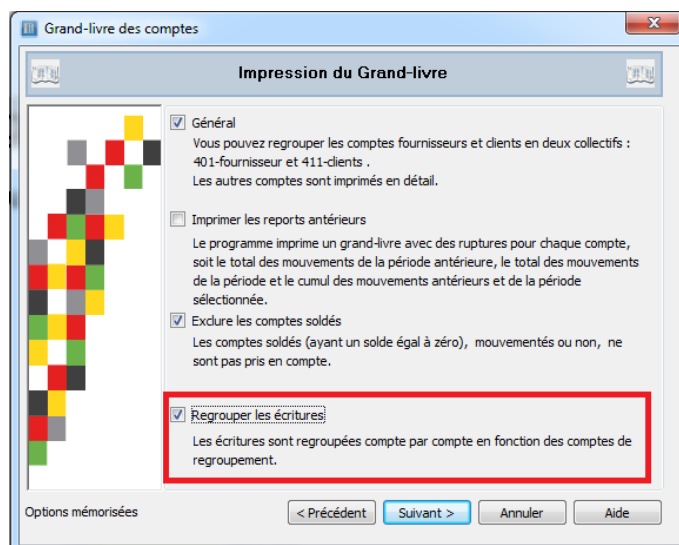 Grand-livre des comptes
Impression du Grand-livre
Général
Vous pouvez regrouper les comptes fournisseurs et clients en deux collectifs :
401-fournisseur et 411-clients .
Les autres comptes sont imprimés en détail.
Imprimer les reports antérieurs
Le programme imprime un grand-livre avec des ruptures pour chaque compte,
soit le total des mouvements de la période antérieure, le total des mouvements
de la période et le cumul des mouvements antérieurs et de la période
sélectionnée.
Exclure les comptes soldés
Les comptes soldés (ayant un solde égal à zéro), mouvementés ou non, ne
sont pas pris en compte.
Regrouper les écritures
Les écritures sont regroupées compte par compte en fonction des comptes de
regroupement.
Options mémorisées
< Précédent
Suivant >
Annuler
Aide